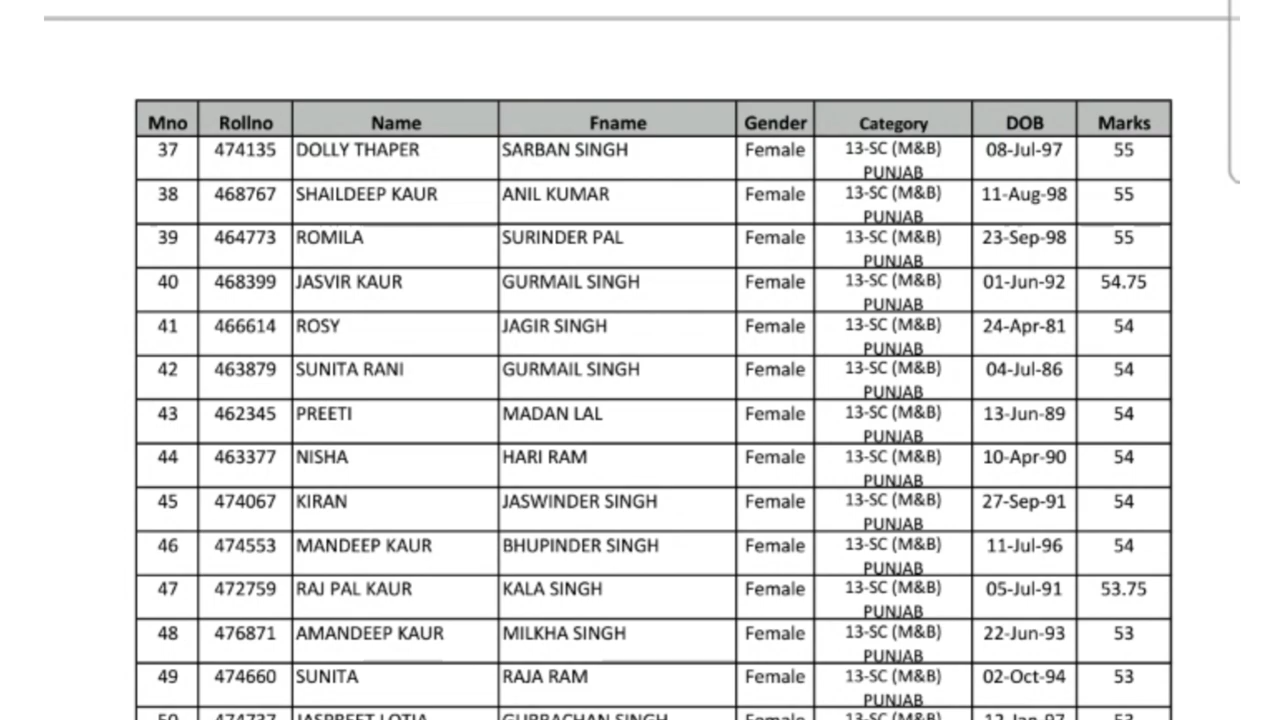 Mno Rollno Name Fname Gender Category DOB Marks
37 474135 DOLLY THAPER SARBAN SINGH Female 13-SC (M&B) PUNJAB 08-Jul-97 55
38 468767 SHAILDEEP KAUR ANIL KUMAR Female 13-SC (M&B) PUNJAB 11-Aug-98 55
39 464773 ROMILA SURINDER PAL Female 13-SC (M&B) PUNJAB 23-Sep-98 55
40 468399 JASVIR KAUR GURMAIL SINGH Female 13-SC (M&B) PUNJAB 01-Jun-92 54.75
41 466614 ROSY JAGIR SINGH Female 13-SC (M&B) PUNJAB 24-Apr-81 54
42 463879 SUNITA RANI GURMAIL SINGH Female 13-SC (M&B) PUNJAB 04-Jul-86 54
43 462345 PREETI MADAN LAL Female 13-SC (M&B) PUNJAB 13-Jun-89 54
44 463377 NISHA HARI RAM Female 13-SC (M&B) PUNJAB 10-Apr-90 54
45 474067 KIRAN JASWINDER SINGH Female 13-SC (M&B) PUNJAB 27-Sep-91 54
46 474553 MANDEEP KAUR BHUPINDER SINGH Female 13-SC (M&B) PUNJAB 11-Jul-96 54
47 472759 RAJ PAL KAUR KALA SINGH Female 13-SC (M&B) PUNJAB 05-Jul-91 53.75
48 476871 AMANDEEP KAUR MILKHA SINGH Female 13-SC (M&B) PUNJAB 22-Jun-93 53
49 474660 SUNITA RAJA RAM Female 13-SC (M&B) PUNJAB 02-Oct-94 53